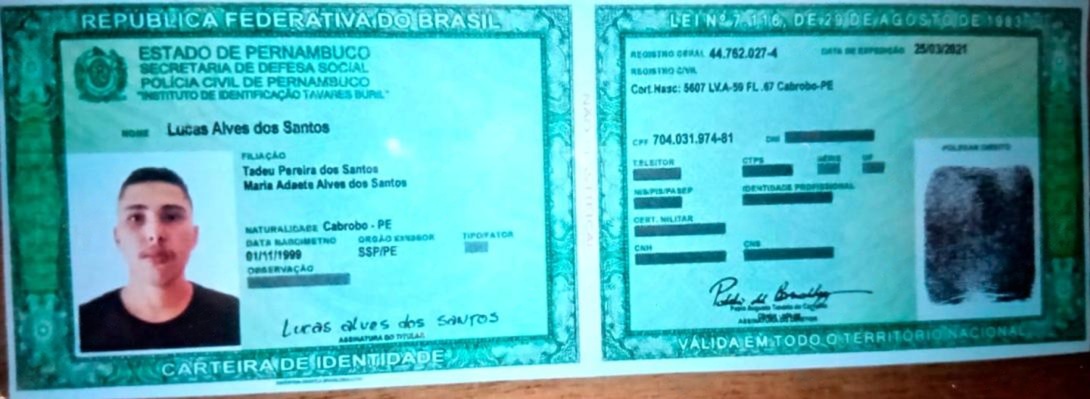 REPÚBLICA FEDERATIVA DO BRASIL
ESTADO DE PERNAMBUCO
SECRETARIA DE DEFESA SOCIAL
POLÍCIA CIVIL DE PERNAMBUCO
"INSTITUTO DE IDENTIFICAÇÃO TAVARES BURIL"
NOME Lucas Alves dos Santos
FILIAÇÃO
Tadeu Pereira dos Santos
Maria Adaets Alves dos Santos
NATURALIDADE Cabrobo - PE
DATA NASCIMETNO ORGÃO EXPEDIDOR TIPO/FATOR
01/11/1999 SSP/PE
OBSERVAÇÃO
Lucas alves dos SANTOS
ASSINATURA DO TITULAR
CARTEIRA DE IDENTIDADE
LEI Nº 7.116, DE 29 DE AGOSTO DE 1983
REGISTRO GERAL 44.762.027-4 DATA DE EXPEDIÇÃO 25/03/2021
REGISTRO CIVIL
Cert.Nasc: 5607 LV.A-59 FL .67 Cabrobo-PE
CPF 704.031.974-81 DNI
T.ELEITOR CTPS SÉRIE UF
NIS/PIS/PASEP IDENTIDADE PROFISSIONAL
CERT. MILITAR
CNH CNS
POLEGAR DIREITO
VÁLIDA EM TODO O TERRITÓRIO NACIONAL